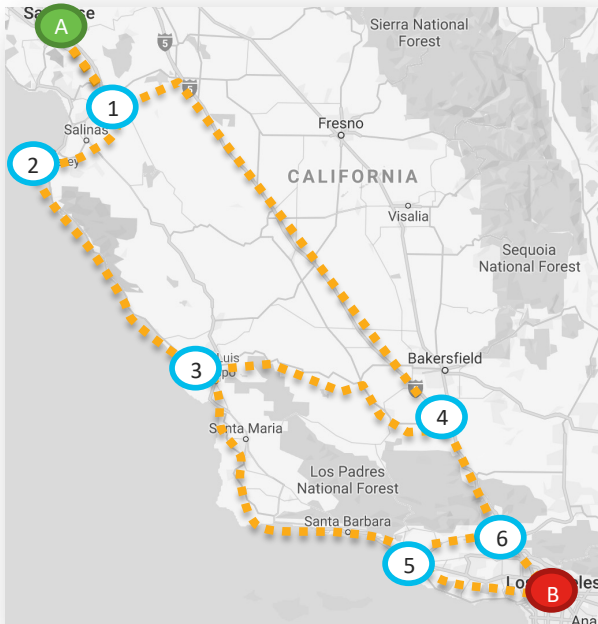 Sierra National
Forest
A
5
5
1
Salinas
Fresno
2
CALIFORNIA
Visalia
Sequoia
National Forest
Bakersfield
3
4
Santa Maria
Los Padres
National Forest
Santa Barbara
6
5
B